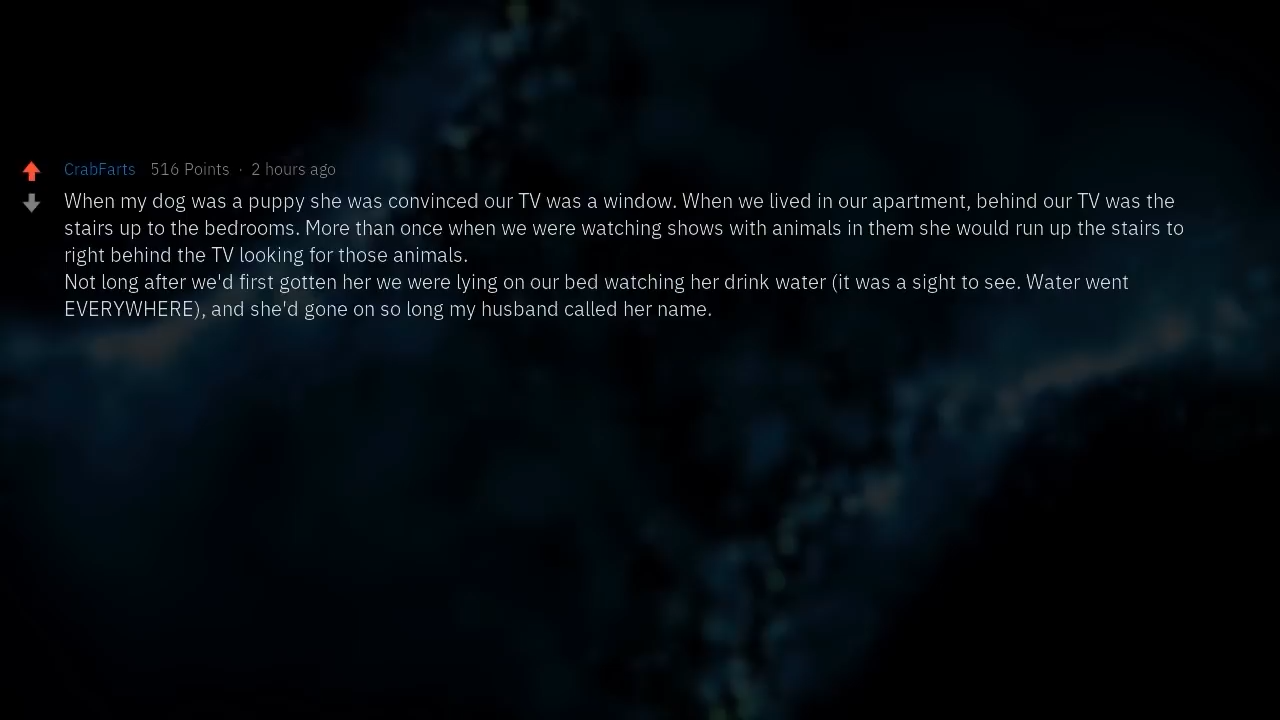 CrabFarts 516 Points · 2 hours ago
When my dog was a puppy she was convinced our TV was a window. When we lived in our apartment, behind our TV was the
stairs up to the bedrooms. More than once when we were watching shows with animals in them she would run up the stairs to
right behind the TV looking for those animals.
Not long after we'd first gotten her we were lying on our bed watching her drink water (it was a sight to see. Water went
EVERYWHERE), and she'd gone on so long my husband called her name.